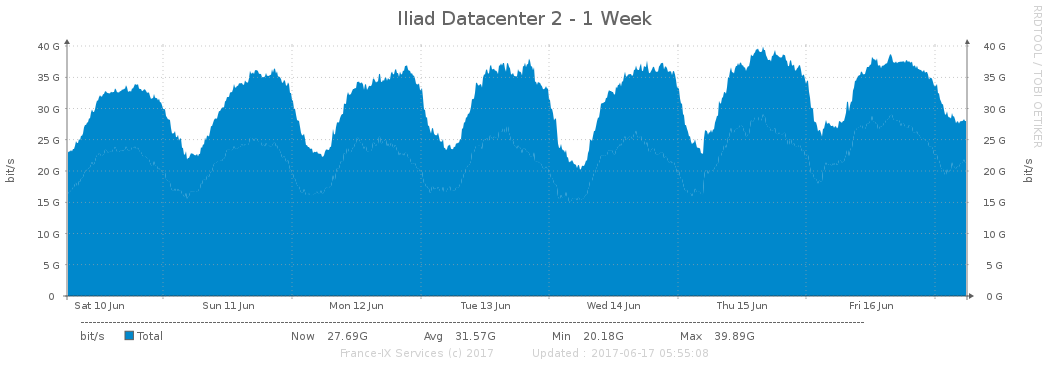 Iliad Datacenter 2 - 1 Week
RRDTOOL / TOBI OETIKER
40 G 40 G
35 G 35 G
30 G 30 G
25 G 25 G
20 G 20 G
15 G 15 G
10 G 10 G
5 G 5 G
0 0 G
bit/s bit/s
Sat 10 Jun Sun 11 Jun Mon 12 Jun Tue 13 Jun Wed 14 Jun Thu 15 Jun Fri 16 Jun
bit/s Total Now 27.69G Avg 31.57G Min 20.18G Max 39.89G
France-IX Services (c) 2017 Updated : 2017-06-17 05:55:08